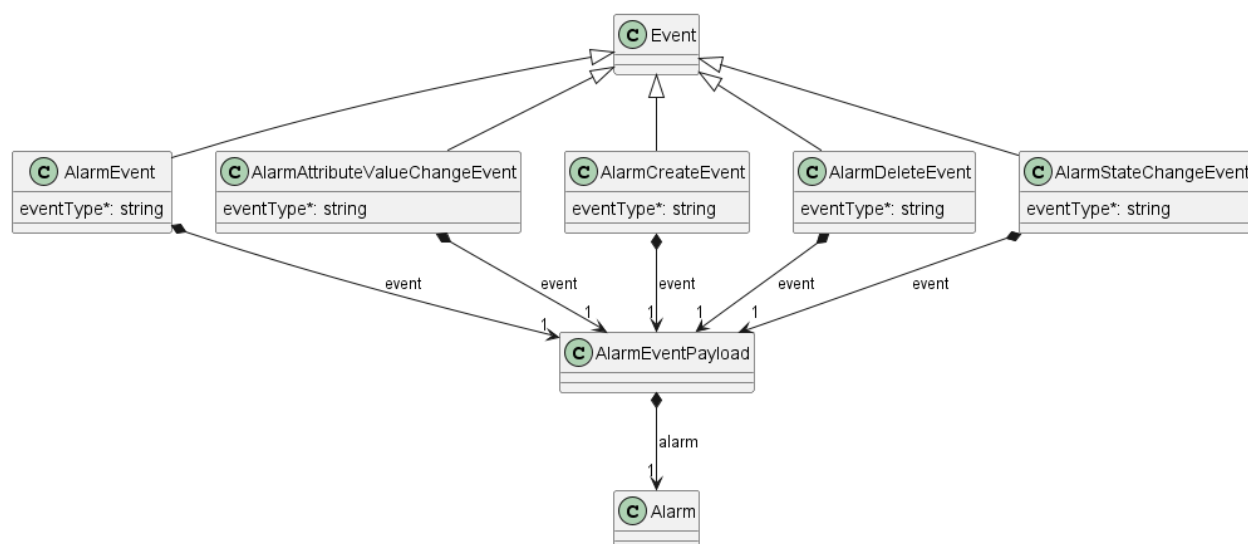 C Event
C AlarmEvent
eventType*: string
C AlarmAttributeValueChangeEvent
eventType*: string
C AlarmCreateEvent
eventType*: string
C AlarmDeleteEvent
eventType*: string
C AlarmStateChangeEvent
eventType*: string
event
event
event
event
event
1
1
1
1
1
C AlarmEventPayload
alarm
1
C Alarm